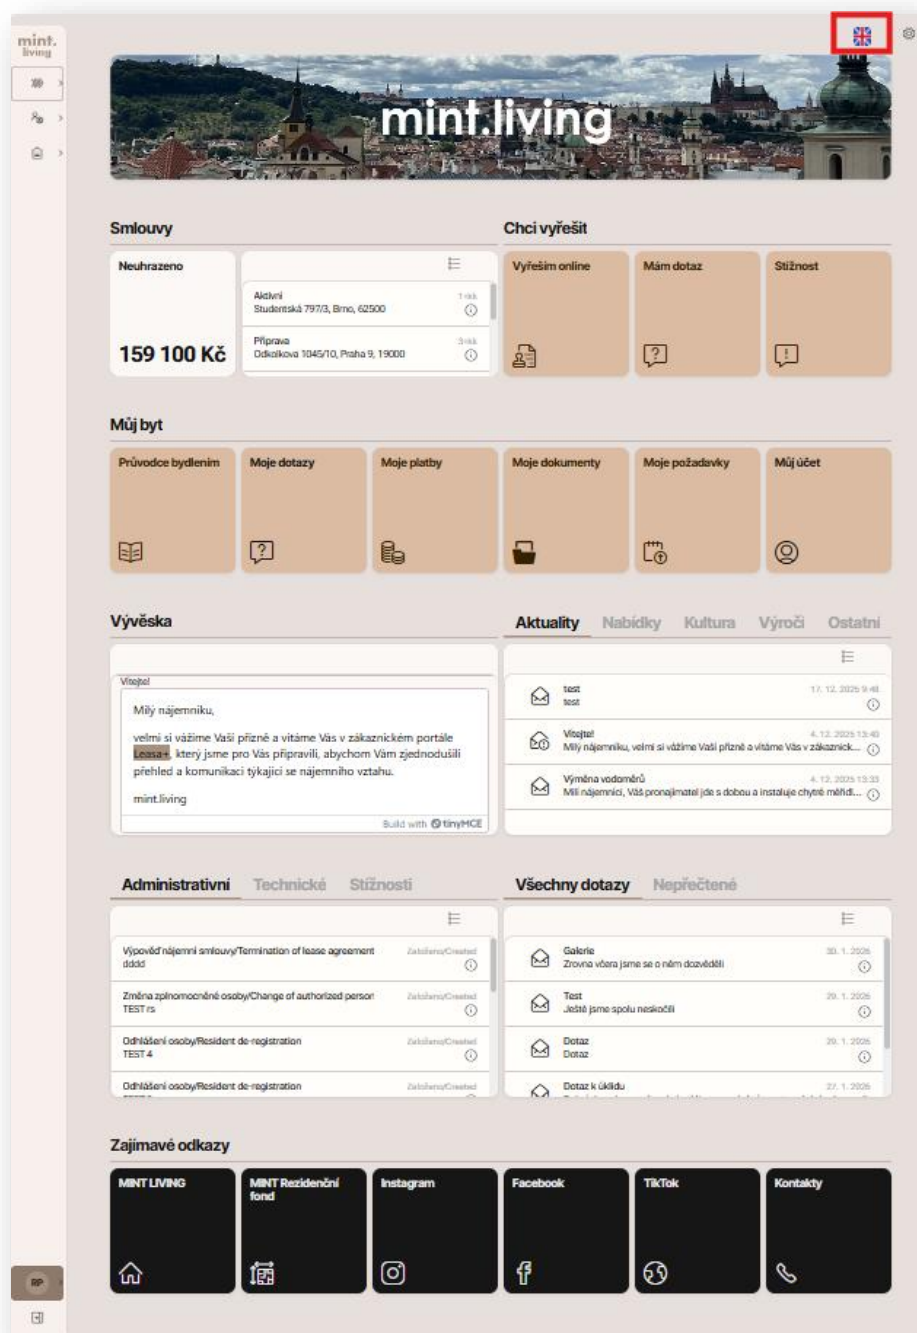 mint.
living
mint.living
Smlouvy
Chci vyřešit
Neuhrazeno
159 100 Kč
Aktivní
Studentská 797/3, Brno, 62500
Příprava
Odkolkova 1045/10, Praha 9, 19000
Vyřeším online
Mám dotaz
Stížnost
Můj byt
Průvodce bydlením
Moje dotazy
Moje platby
Moje dokumenty
Moje požadavky
Můj účet
Vývěska
Vítejte!
Milý nájemníku,
velmi si vážíme Vaší přízně a vítáme Vás v zákaznickém portále
Leasa+, který jsme pro Vás připravili, abychom Vám zjednodušili
přehled a komunikaci týkající se nájemního vztahu.
mint.living
Build with tinyMCE
Aktuality Nabídky Kultura Výročí Ostatní
test 17. 12. 2025 9:48
test
Vítejte! 4. 12. 2025 13:40
Milý nájemníku, velmi si vážíme Vaší přízně a vítáme Vás v zákaznick...
Výměna vodoměrů 4. 12. 2025 13:33
Milí nájemníci, Váš pronajímatel jde s dobou a instaluje chytré měřidl...
Administrativní Technické Stížnosti
Výpověď nájemní smlouvy/Termination of lease agreement Založeno/Created
dddd
Změna zplnomocněné osoby/Change of authorized person Založeno/Created
TEST rs
Odhlášení osoby/Resident de-registration Založeno/Created
TEST 4
Odhlášení osoby/Resident de-registration Založeno/Created
Všechny dotazy Nepřečtené
Galerie 30. 1. 2026
Zrovna včera jsme se o něm dozvěděli
Test 29. 1. 2026
Ještě jsme spolu neskočili
Dotaz 29. 1. 2026
Dotaz
Dotaz k úklidu 27. 1. 2026
Zajímavé odkazy
MINT LIVING
MINT Rezidenční
fond
Instagram
Facebook
TikTok
Kontakty
RP